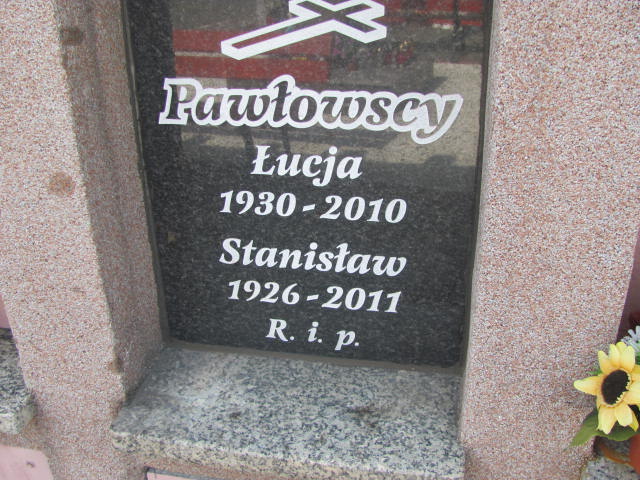 Pawłowscy
Łucja
1930 - 2010
Stanisław
1926 - 2011
R. i. p.